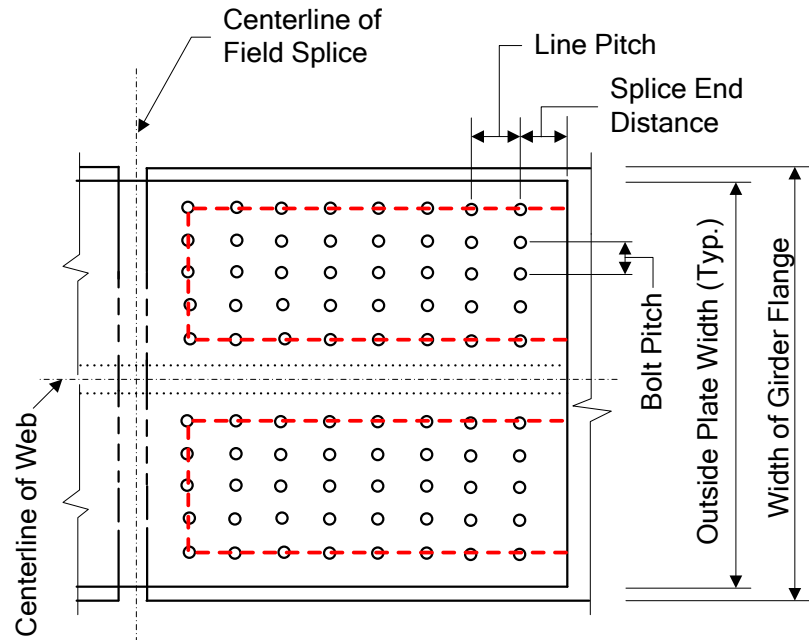 Centerline of
Field Splice
Line Pitch
Splice End
Distance
Bolt Pitch
Outside Plate Width (Typ.)
Width of Girder Flange
Centerline of Web